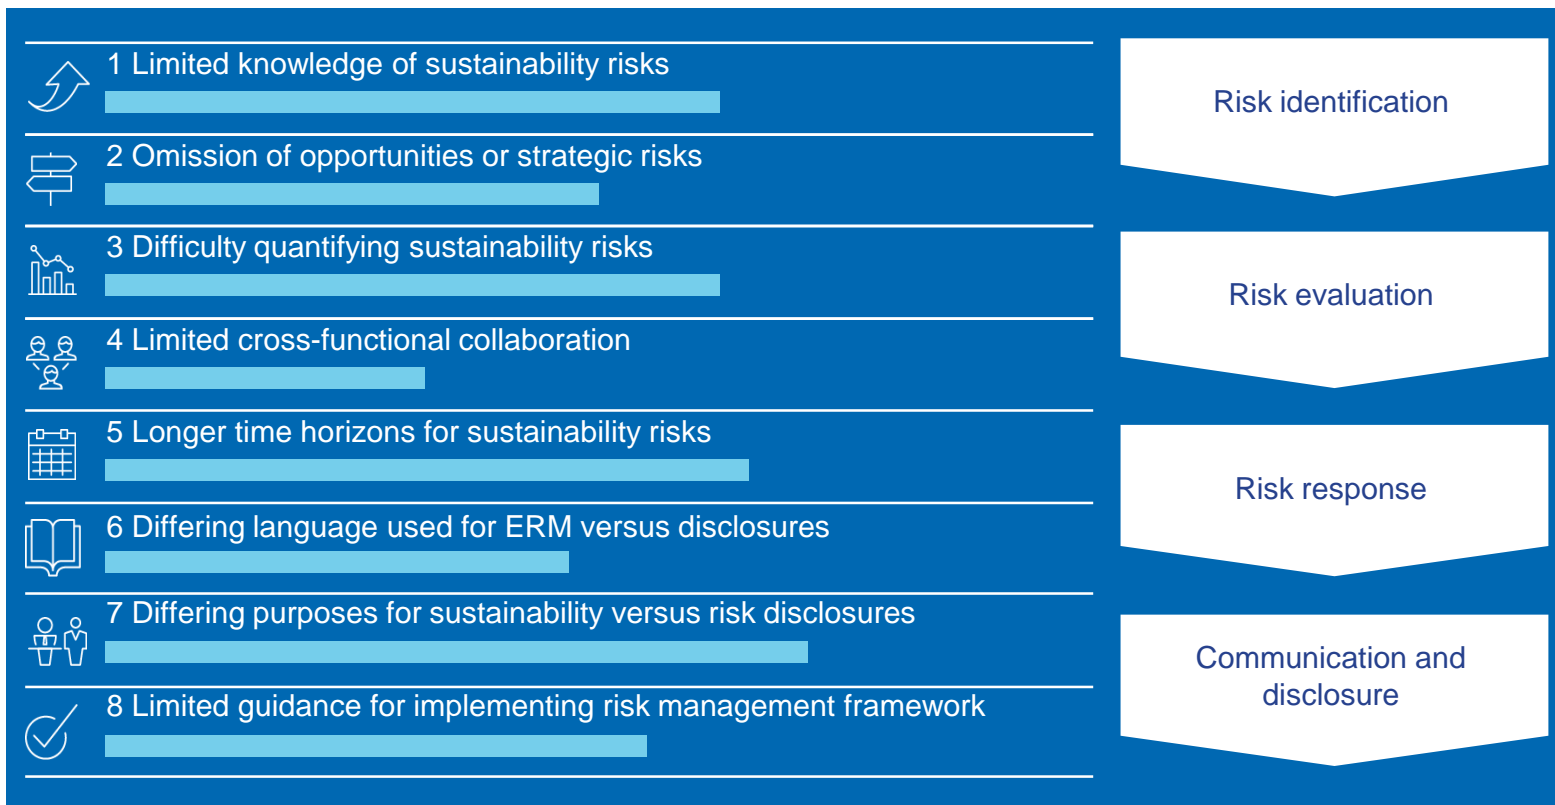 1 Limited knowledge of sustainability risks
2 Omission of opportunities or strategic risks
3 Difficulty quantifying sustainability risks
4 Limited cross-functional collaboration
5 Longer time horizons for sustainability risks
6 Differing language used for ERM versus disclosures
7 Differing purposes for sustainability versus risk disclosures
8 Limited guidance for implementing risk management framework
Risk identification
Risk evaluation
Risk response
Communication and
disclosure